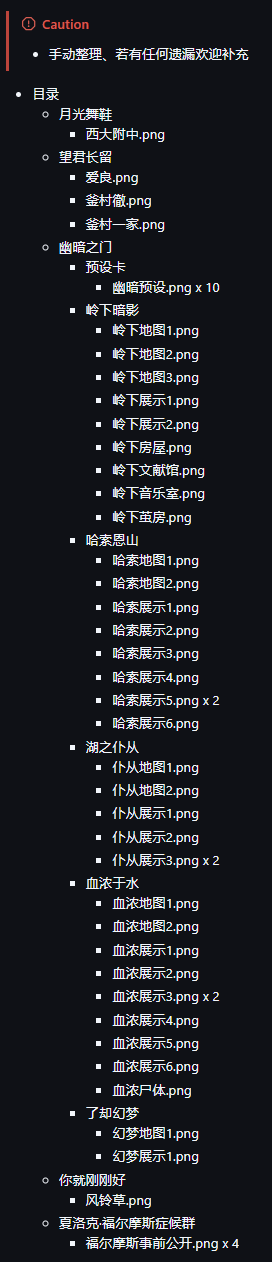 Caution
手动整理、若有任何遗漏欢迎补充
目录
月光舞鞋
西大附中.png
望君长留
爱良.png
釜村徹.png
釜村一家.png
幽暗之门
预设卡
幽暗预设.png x 10
岭下暗影
岭下地图1.png
岭下地图2.png
岭下地图3.png
岭下展示1.png
岭下展示2.png
岭下房屋.png
岭下文献馆.png
岭下音乐室.png
岭下茧房.png
哈索恩山
哈索地图1.png
哈索地图2.png
哈索展示1.png
哈索展示2.png
哈索展示3.png
哈索展示4.png
哈索展示5.png x 2
哈索展示6.png
湖之仆从
仆从地图1.png
仆从地图2.png
仆从展示1.png
仆从展示2.png
仆从展示3.png x 2
血浓于水
血浓地图1.png
血浓地图2.png
血浓展示1.png
血浓展示2.png
血浓展示3.png x 2
血浓展示4.png
血浓展示5.png
血浓展示6.png
血浓尸体.png
了却幻梦
幻梦地图1.png
幻梦展示1.png
你就刚刚好
风铃草.png
夏洛克·福尔摩斯症候群
福尔摩斯事前公开.png x 4